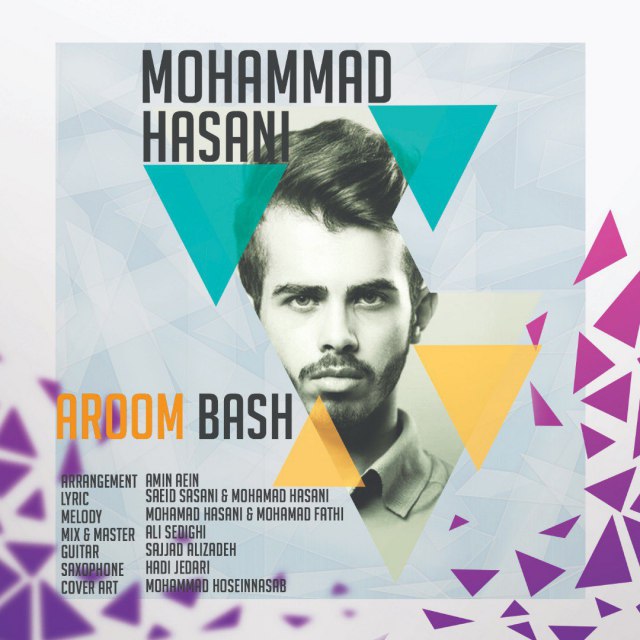 MOHAMMAD
HASANI
AROOM BASH
ARRANGEMENT AMIN AEIN
LYRIC SAEID SASANI & MOHAMAD HASANI
MELODY MOHAMAD HASANI & MOHAMAD FATHI
MIX & MASTER ALI SEDIGHI
GUITAR SAJJAD ALIZADEH
SAXOPHONE HADI JEDARI
COVER ART MOHAMMAD HOSEINNASAB